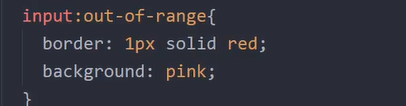 input:out-of-range{
  border: 1px solid red;
  background: pink;
}